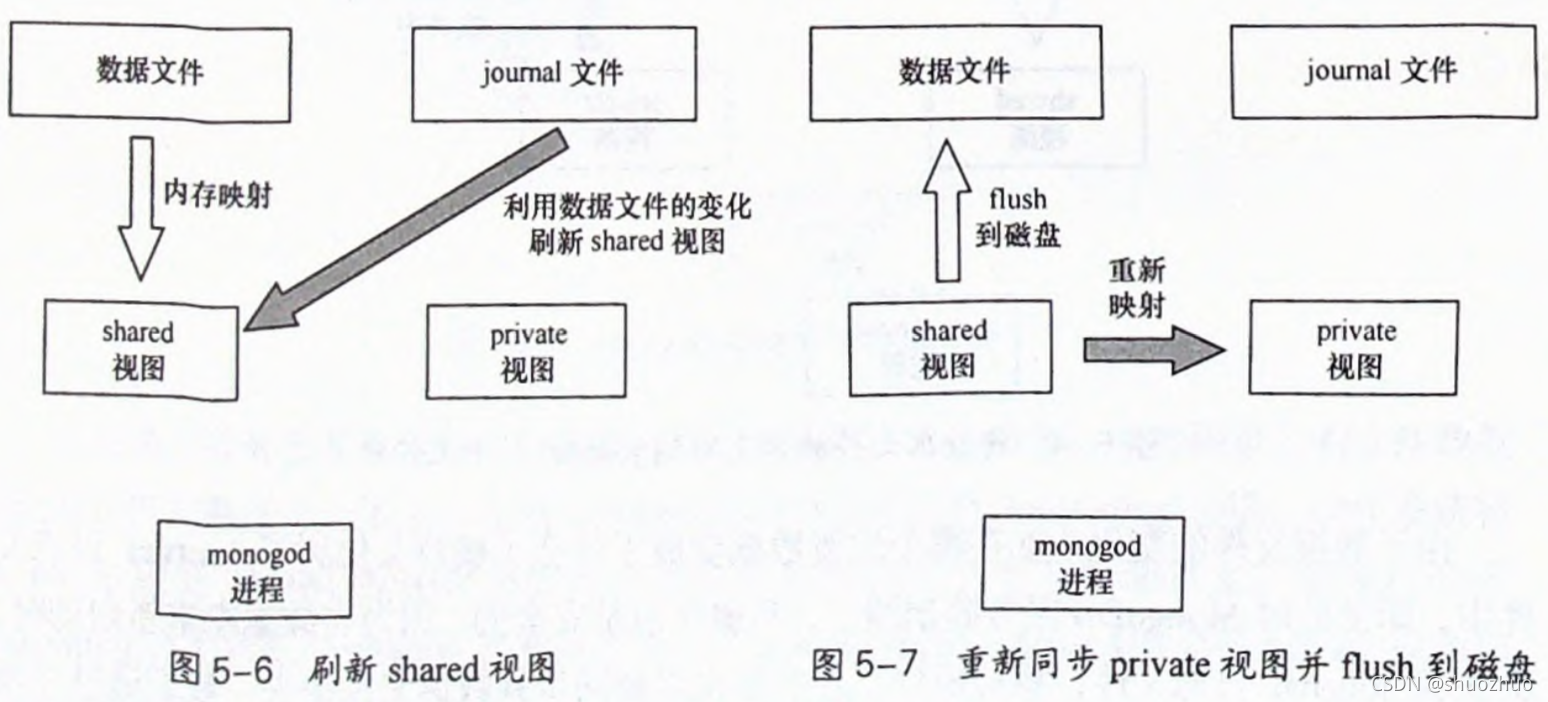 数据文件
journal 文件
内存映射
利用数据文件的变化
刷新 shared 视图
shared
视图
private
视图
monogod
进程
图 5-6 刷新 shared 视图
数据文件
journal 文件
flush
到磁盘
重新
映射
shared
视图
private
视图
monogod
进程
图 5-7 重新同步 private 视图并 flush 到磁盘
CSDN @shuozhuo